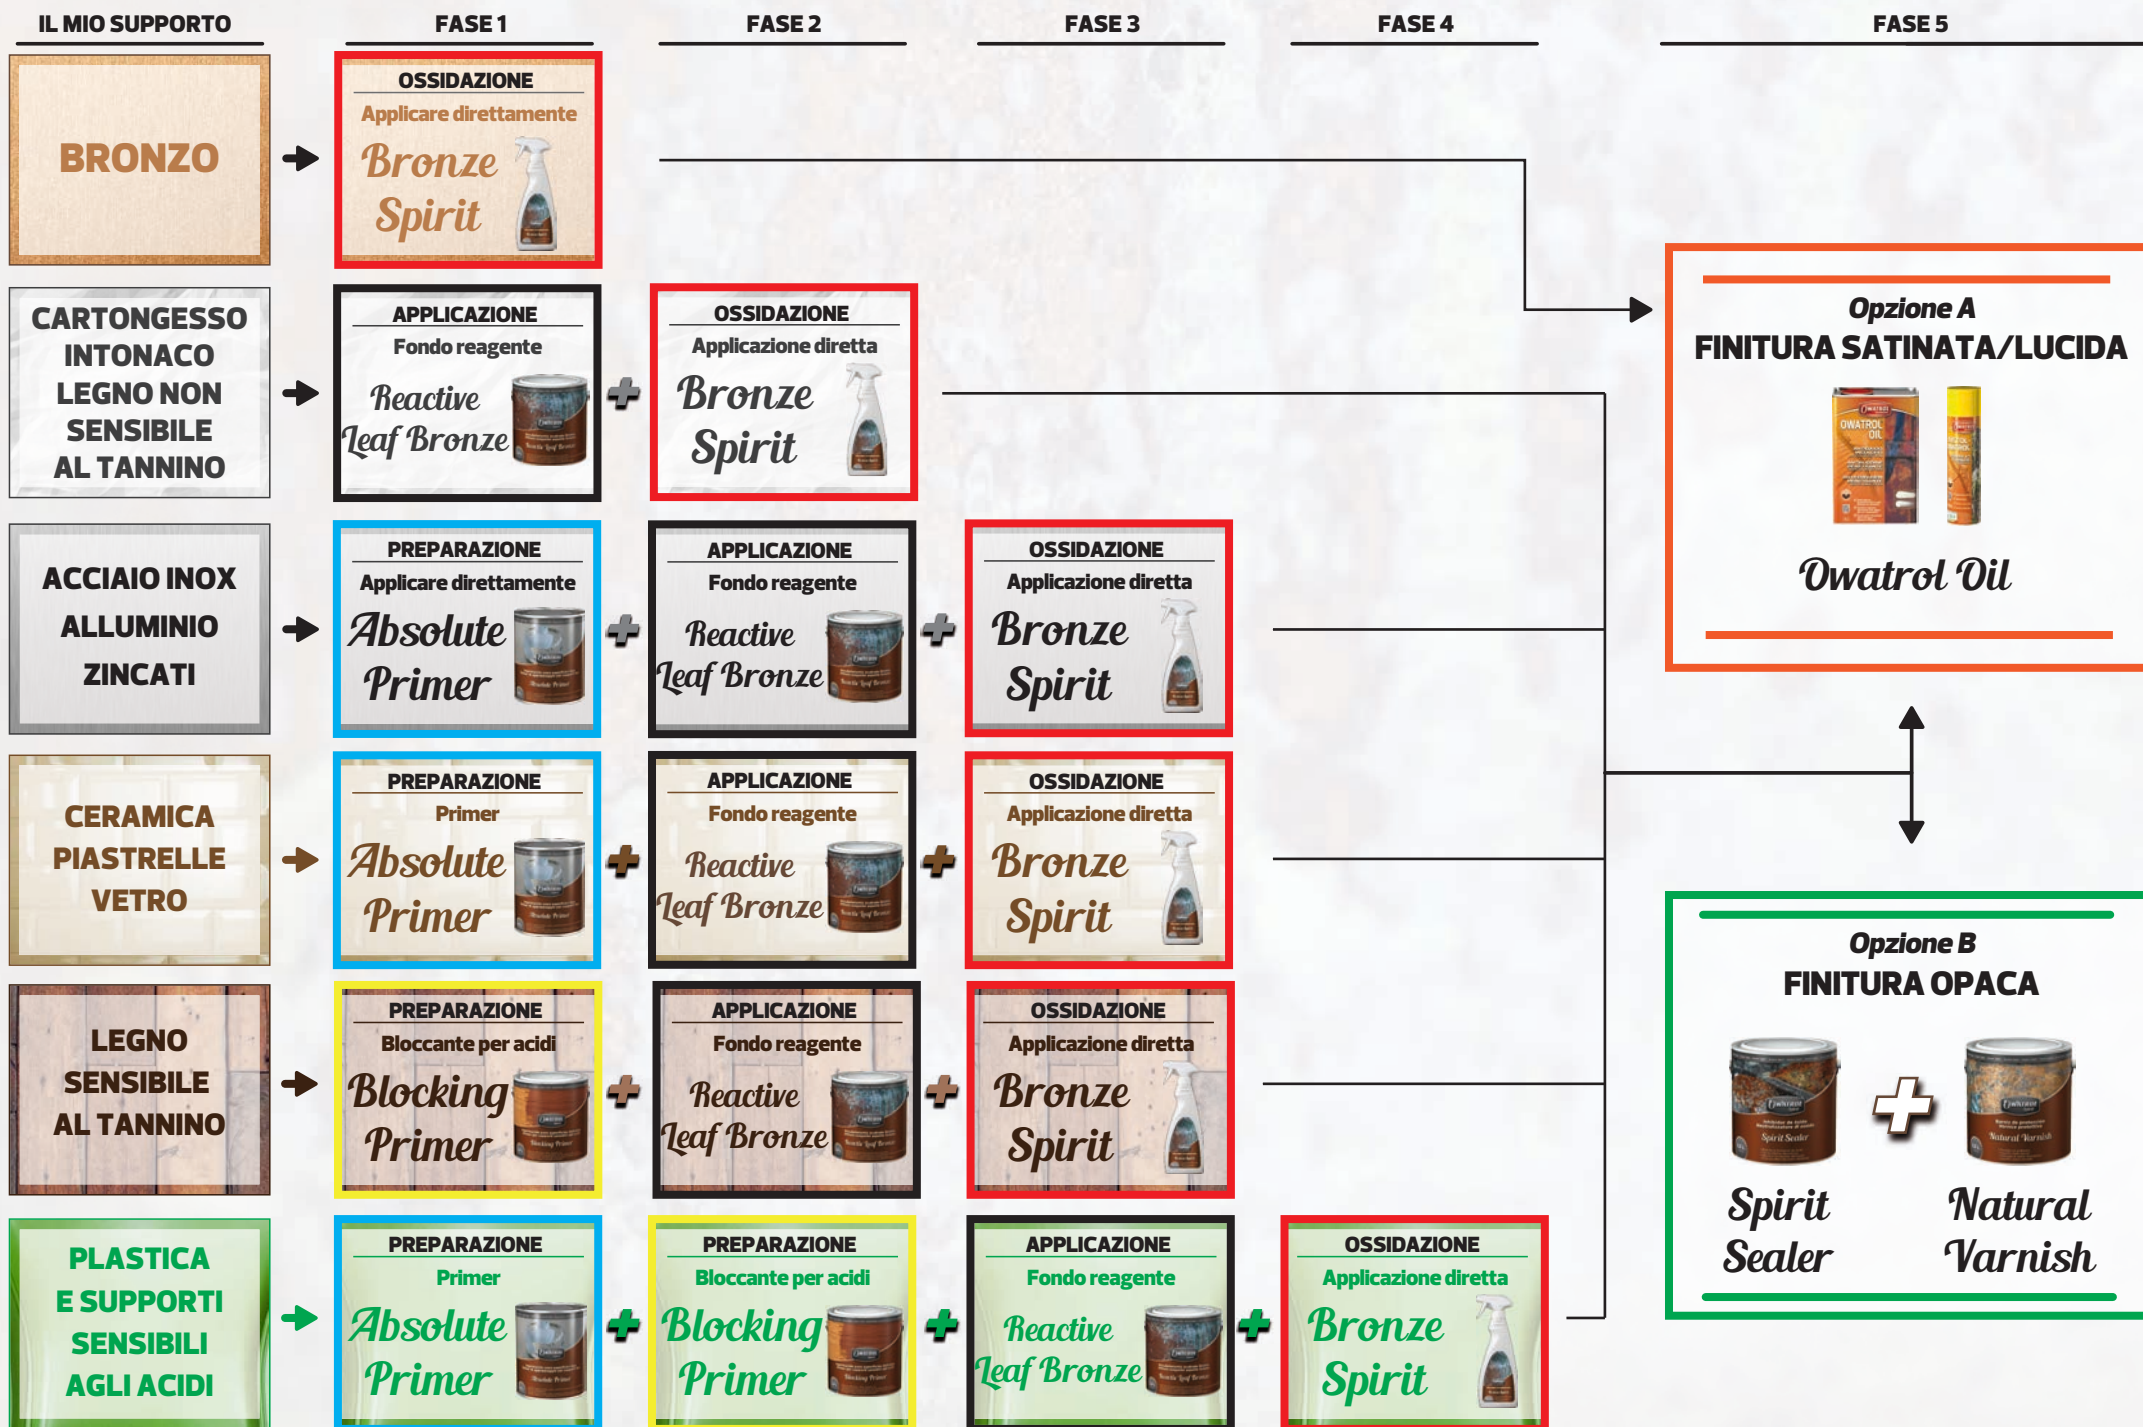 IL MIO SUPPORTO
FASE 1
FASE 2
FASE 3
FASE 4
FASE 5
BRONZO
OSSIDAZIONE
Applicare direttamente
Bronze
Spirit
CARTONGESSO
INTONACO
LEGNO NON
SENSIBILE
AL TANNINO
APPLICAZIONE
Fondo reagente
Reactive
Leaf Bronze
OSSIDAZIONE
Applicazione diretta
Bronze
Spirit
ACCIAIO INOX
ALLUMINIO
ZINCATI
PREPARAZIONE
Applicare direttamente
Absolute
Primer
APPLICAZIONE
Fondo reagente
Reactive
Leaf Bronze
OSSIDAZIONE
Applicazione diretta
Bronze
Spirit
CERAMICA
PIASTRELLE
VETRO
PREPARAZIONE
Primer
Absolute
Primer
APPLICAZIONE
Fondo reagente
Reactive
Leaf Bronze
OSSIDAZIONE
Applicazione diretta
Bronze
Spirit
LEGNO
SENSIBILE
AL TANNINO
PREPARAZIONE
Bloccante per acidi
Blocking
Primer
APPLICAZIONE
Fondo reagente
Reactive
Leaf Bronze
OSSIDAZIONE
Applicazione diretta
Bronze
Spirit
PLASTICA
E SUPPORTI
SENSIBILI
AGLI ACIDI
PREPARAZIONE
Primer
Absolute
Primer
PREPARAZIONE
Bloccante per acidi
Blocking
Primer
APPLICAZIONE
Fondo reagente
Reactive
Leaf Bronze
OSSIDAZIONE
Applicazione diretta
Bronze
Spirit
Opzione A
FINITURA SATINATA/LUCIDA
OWATROL
OIL
Owatrol Oil
Opzione B
FINITURA OPACA
Spirit Sealer
Natural Varnish
Spirit
Sealer
Natural
Varnish